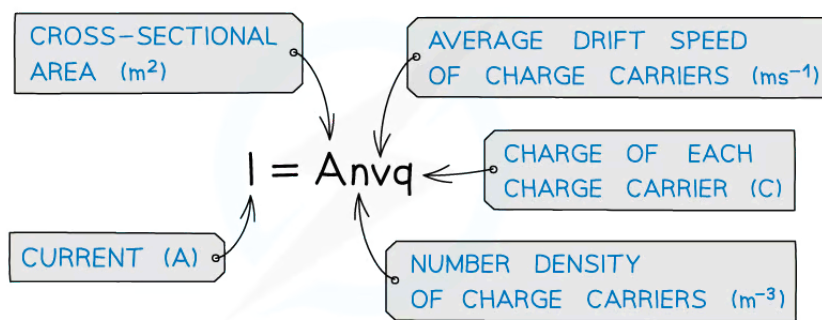 CROSS-SECTIONAL
AREA (m²)
AVERAGE DRIFT SPEED
OF CHARGE CARRIERS (ms⁻¹)
I = Anvq
CHARGE OF EACH
CHARGE CARRIER (C)
CURRENT (A)
NUMBER DENSITY
OF CHARGE CARRIERS (m⁻³)